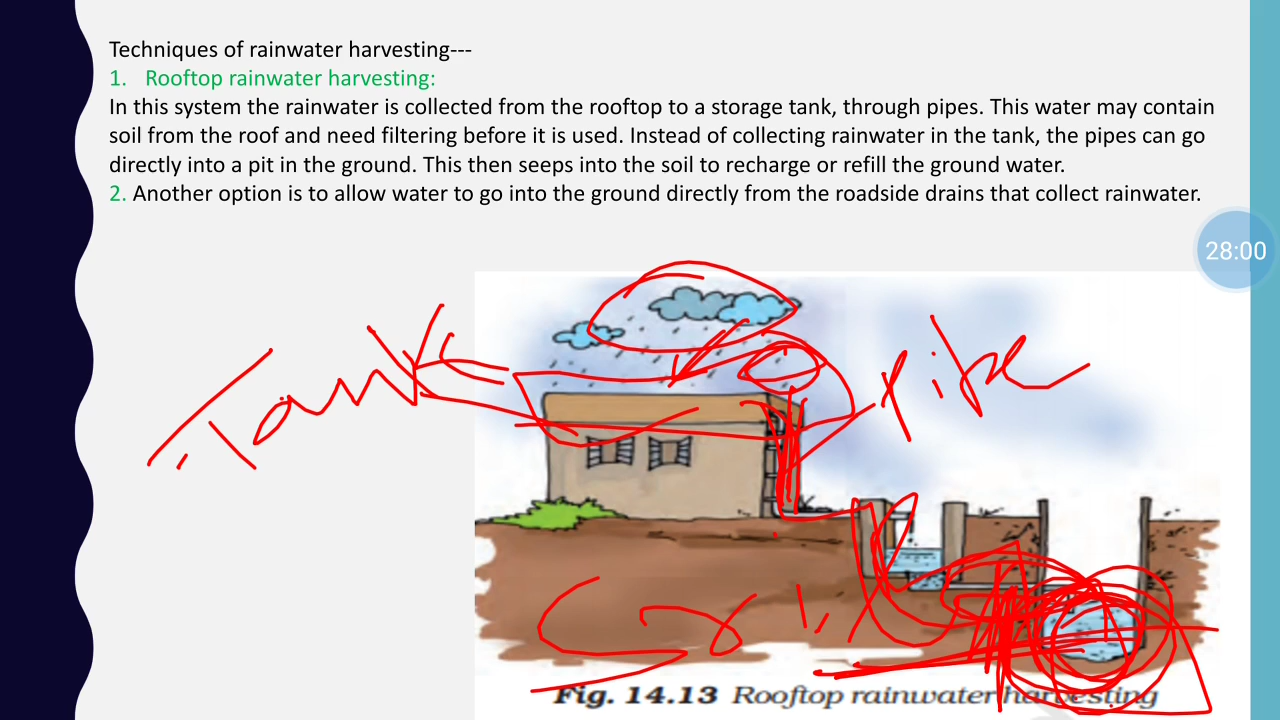 Techniques of rainwater harvesting---
1. Rooftop rainwater harvesting:
In this system the rainwater is collected from the rooftop to a storage tank, through pipes. This water may contain
soil from the roof and need filtering before it is used. Instead of collecting rainwater in the tank, the pipes can go
directly into a pit in the ground. This then seeps into the soil to recharge or refill the ground water.
2. Another option is to allow water to go into the ground directly from the roadside drains that collect rainwater.
28:00
Tank
pipe
Soil
Fig. 14.13 Rooftop rainwater harvesting